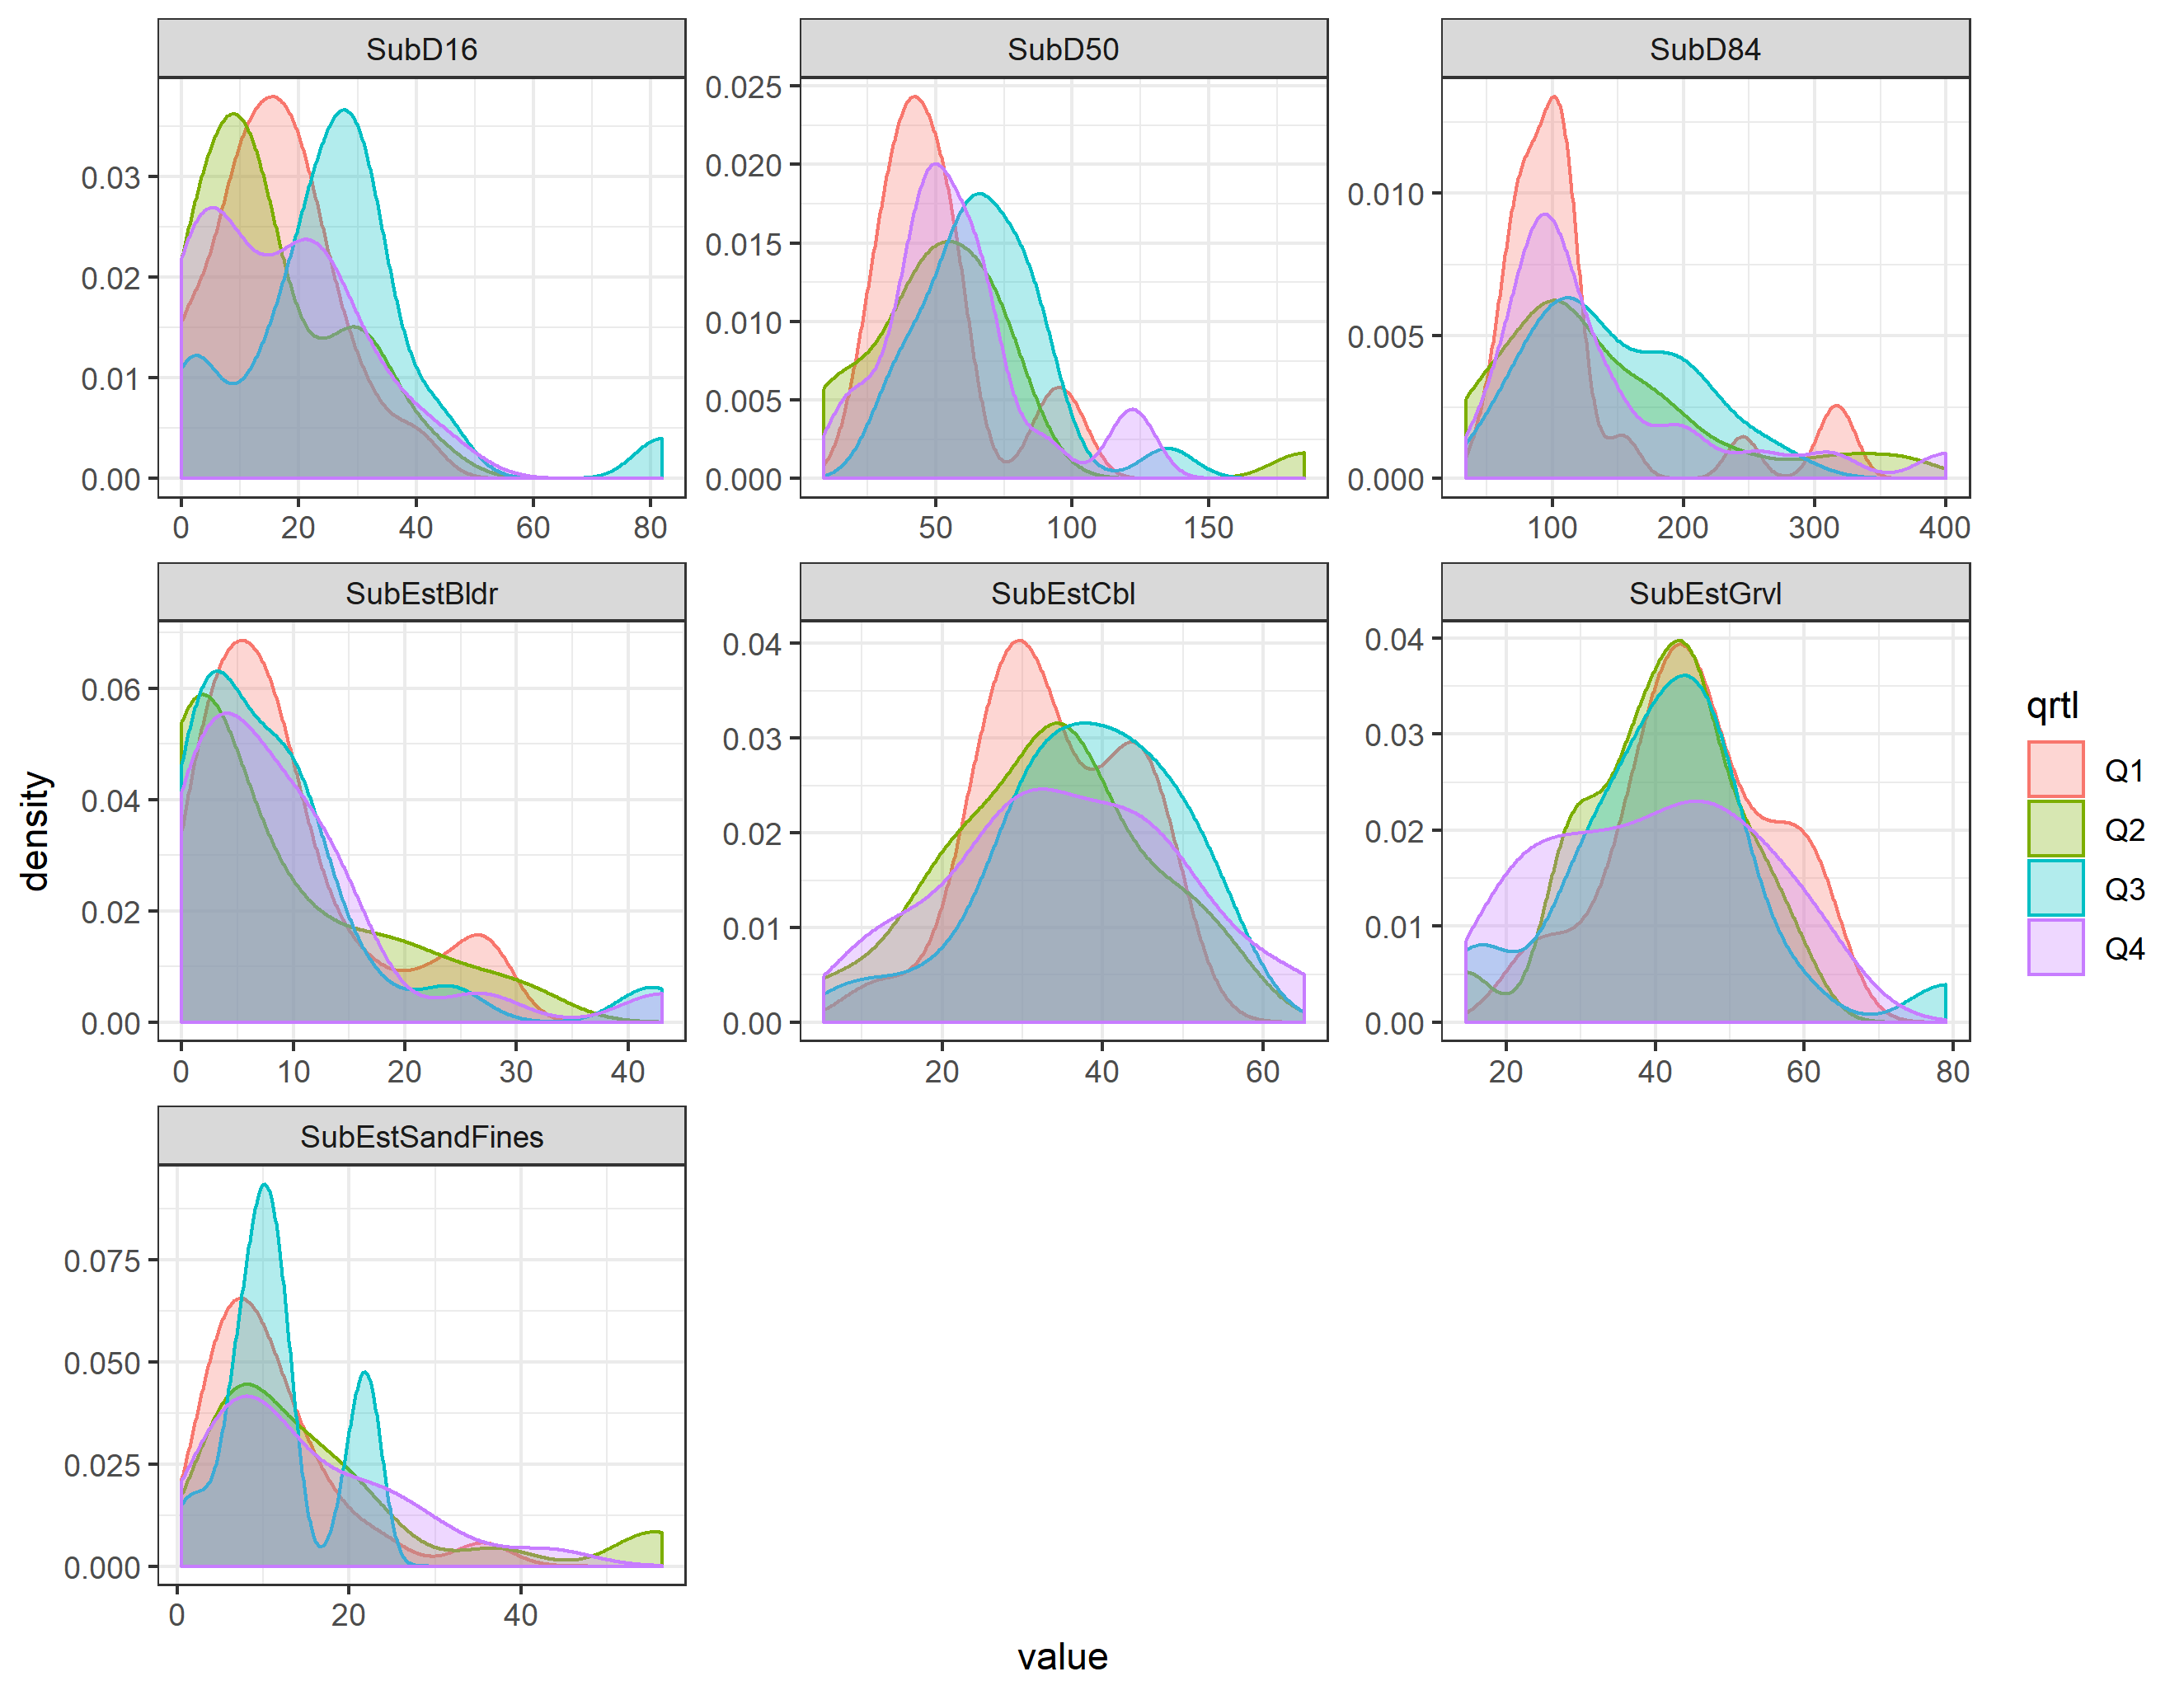 SubD16 SubD50 SubD84
0.03
0.02
0.01
0.00
0 20 40 60 80
0.025
0.020
0.015
0.010
0.005
0.000
50 100 150
0.010
0.005
0.000
100 200 300 400
SubEstBldr SubEstCbl SubEstGrvl
0.06
0.04
0.02
0.00
0 10 20 30 40
0.04
0.03
0.02
0.01
0.00
20 40 60
0.04
0.03
0.02
0.01
0.00
20 40 60 80
SubEstSandFines
0.075
0.050
0.025
0.000
0 20 40
density
value
qrtl
Q1
Q2
Q3
Q4